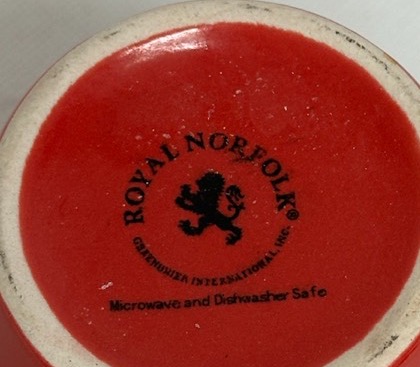 ROYAL NORFOLK®
GREENBRIER INTERNATIONAL, INC.
Microwave and Dishwasher Safe